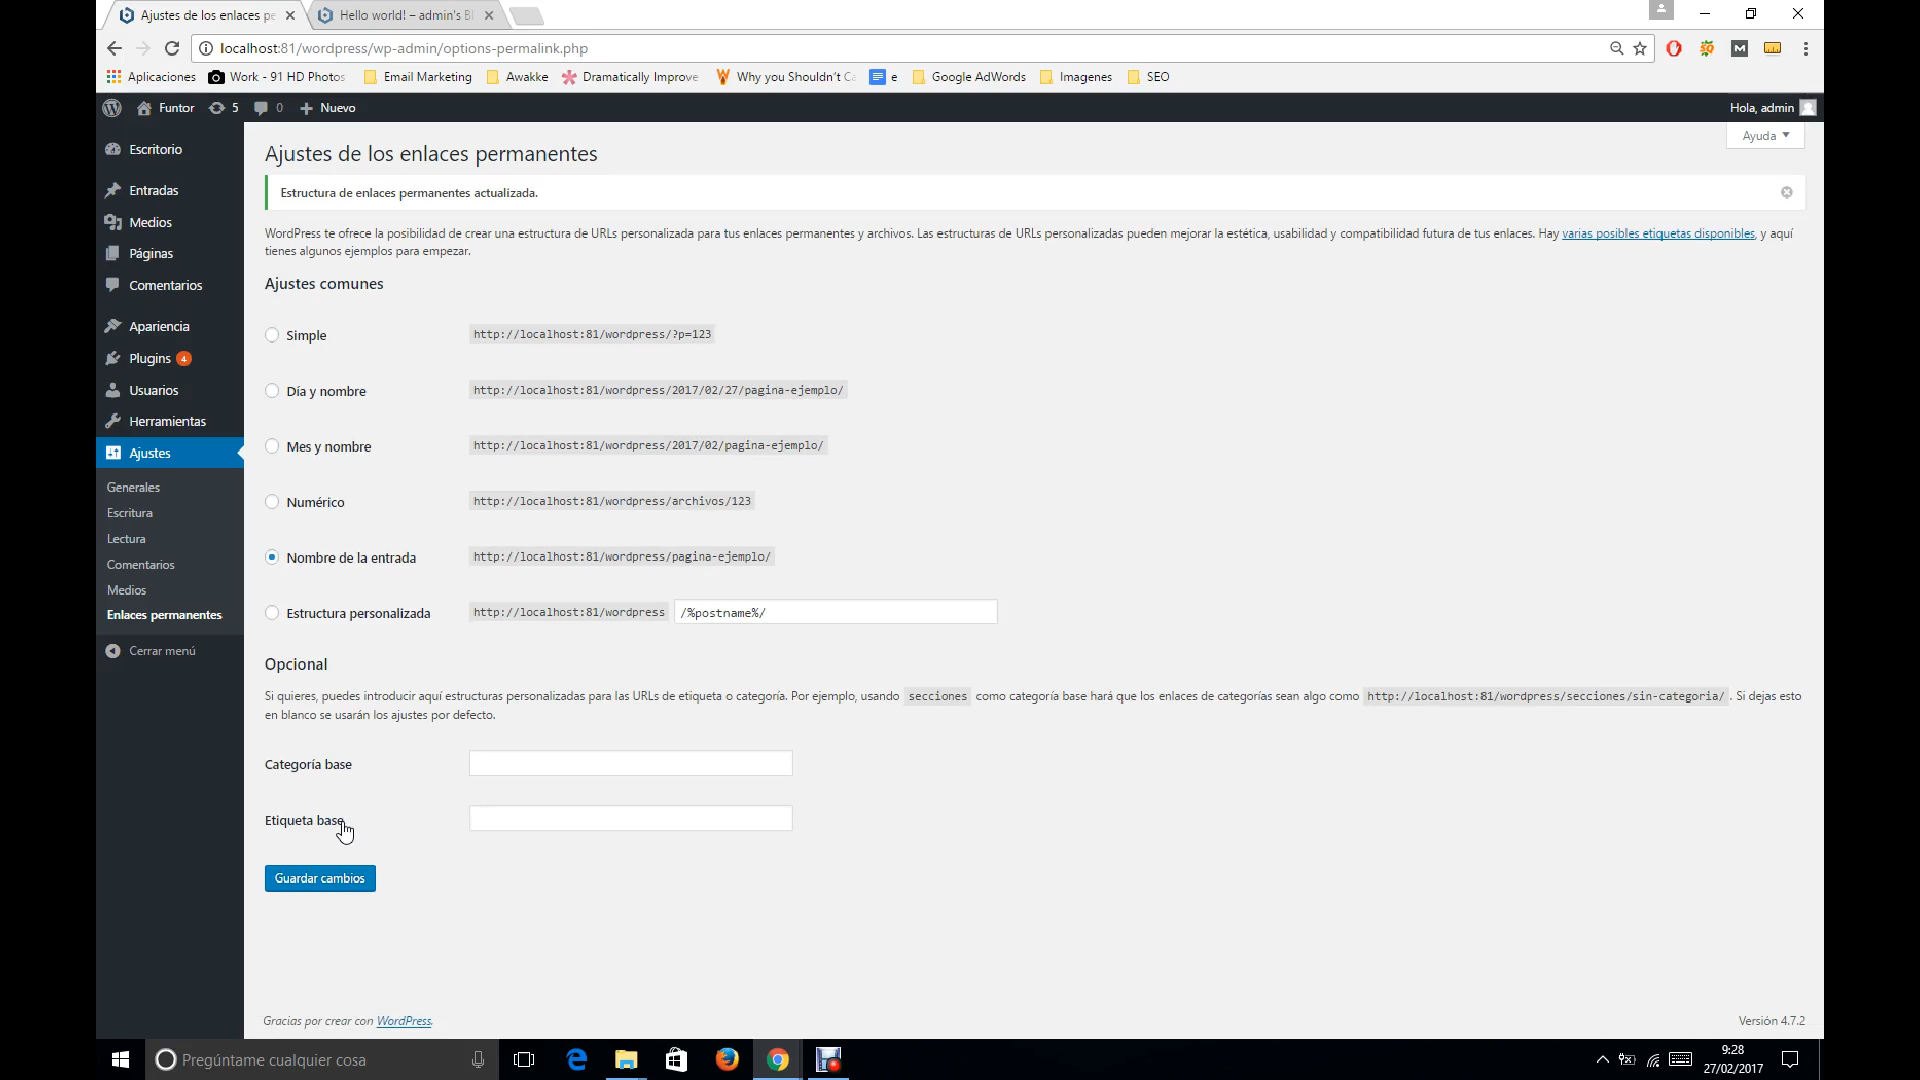 Ajustes de los enlaces pe
Hello world! – admin's Bl
localhost:81/wordpress/wp-admin/options-permalink.php
Aplicaciones
Work - 91 HD Photos
Email Marketing
Awakke
Dramatically Improve
Why you Shouldn't Ca
e
Google AdWords
Imagenes
SEO
Funtor
5
0
Nuevo
Hola, admin
Ayuda
Escritorio
Entradas
Medios
Páginas
Comentarios
Apariencia
Plugins 4
Usuarios
Herramientas
Ajustes
Generales
Escritura
Lectura
Comentarios
Medios
Enlaces permanentes
Cerrar menú
Ajustes de los enlaces permanentes
Estructura de enlaces permanentes actualizada.
WordPress te ofrece la posibilidad de crear una estructura de URLs personalizada para tus enlaces permanentes y archivos. Las estructuras de URLs personalizadas pueden mejorar la estética, usabilidad y compatibilidad futura de tus enlaces. Hay varias posibles etiquetas disponibles, y aquí
tienes algunos ejemplos para empezar.
Ajustes comunes
Simple http://localhost:81/wordpress/?p=123
Día y nombre http://localhost:81/wordpress/2017/02/27/pagina-ejemplo/
Mes y nombre http://localhost:81/wordpress/2017/02/pagina-ejemplo/
Numérico http://localhost:81/wordpress/archivos/123
Nombre de la entrada http://localhost:81/wordpress/pagina-ejemplo/
Estructura personalizada http://localhost:81/wordpress /%postname%/
Opcional
Si quieres, puedes introducir aquí estructuras personalizadas para las URLs de etiqueta o categoría. Por ejemplo, usando secciones como categoría base hará que los enlaces de categorías sean algo como http://localhost:81/wordpress/secciones/sin-categoria/ . Si dejas esto
en blanco se usarán los ajustes por defecto.
Categoría base
Etiqueta base
Guardar cambios
Gracias por crear con WordPress.
Versión 4.7.2
Pregúntame cualquier cosa
9:28
27/02/2017